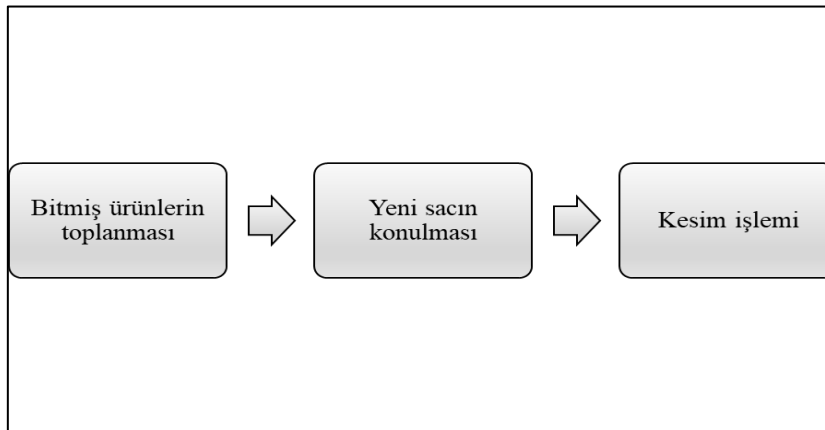 Bitmiş ürünlerin
toplanması
Yeni sacın
konulması
Kesim işlemi